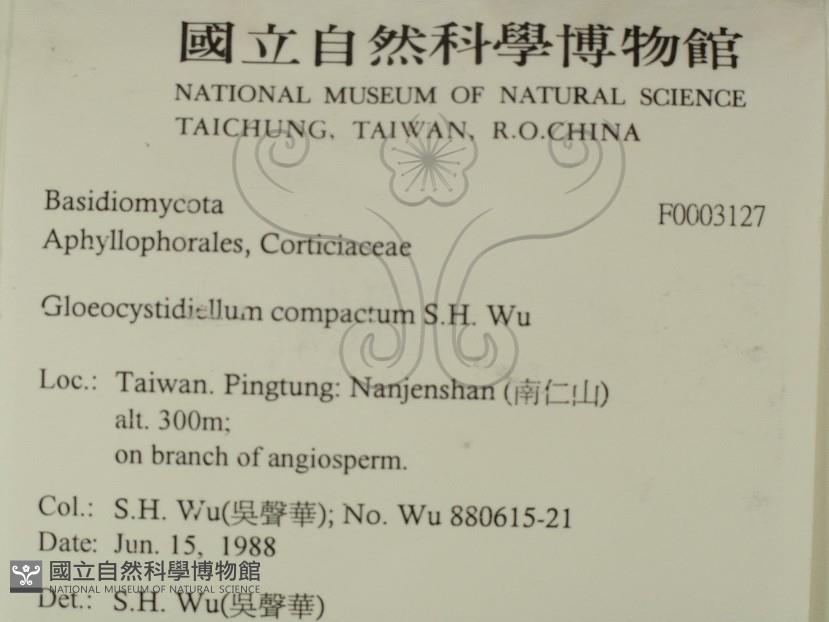 國立自然科學博物館
NATIONAL MUSEUM OF NATURAL SCIENCE
TAICHUNG, TAIWAN, R.O.CHINA
Basidiomycota
F0003127
Aphyllophorales, Corticiaceae
Gloeocystidiellum compactum S.H. Wu
Loc.: Taiwan. Pingtung: Nanjenshan (南仁山)
alt. 300m;
on branch of angiosperm.
Col.: S.H. Wu(吳聲華); No. Wu 880615-21
Date: Jun. 15, 1988
國立自然科學博物館
NATIONAL MUSEUM OF NATURAL SCIENCE
Det.: S.H. Wu(吳聲華)